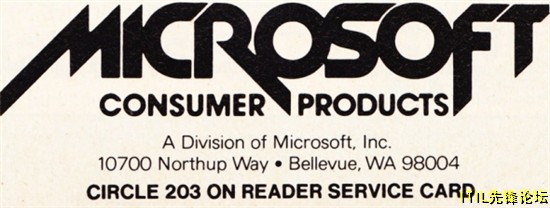 MICROSOFT
CONSUMER PRODUCTS
A Division of Microsoft, Inc.
10700 Northup Way • Bellevue, WA 98004
CIRCLE 203 ON READER SERVICE CARD
ITIL先锋论坛